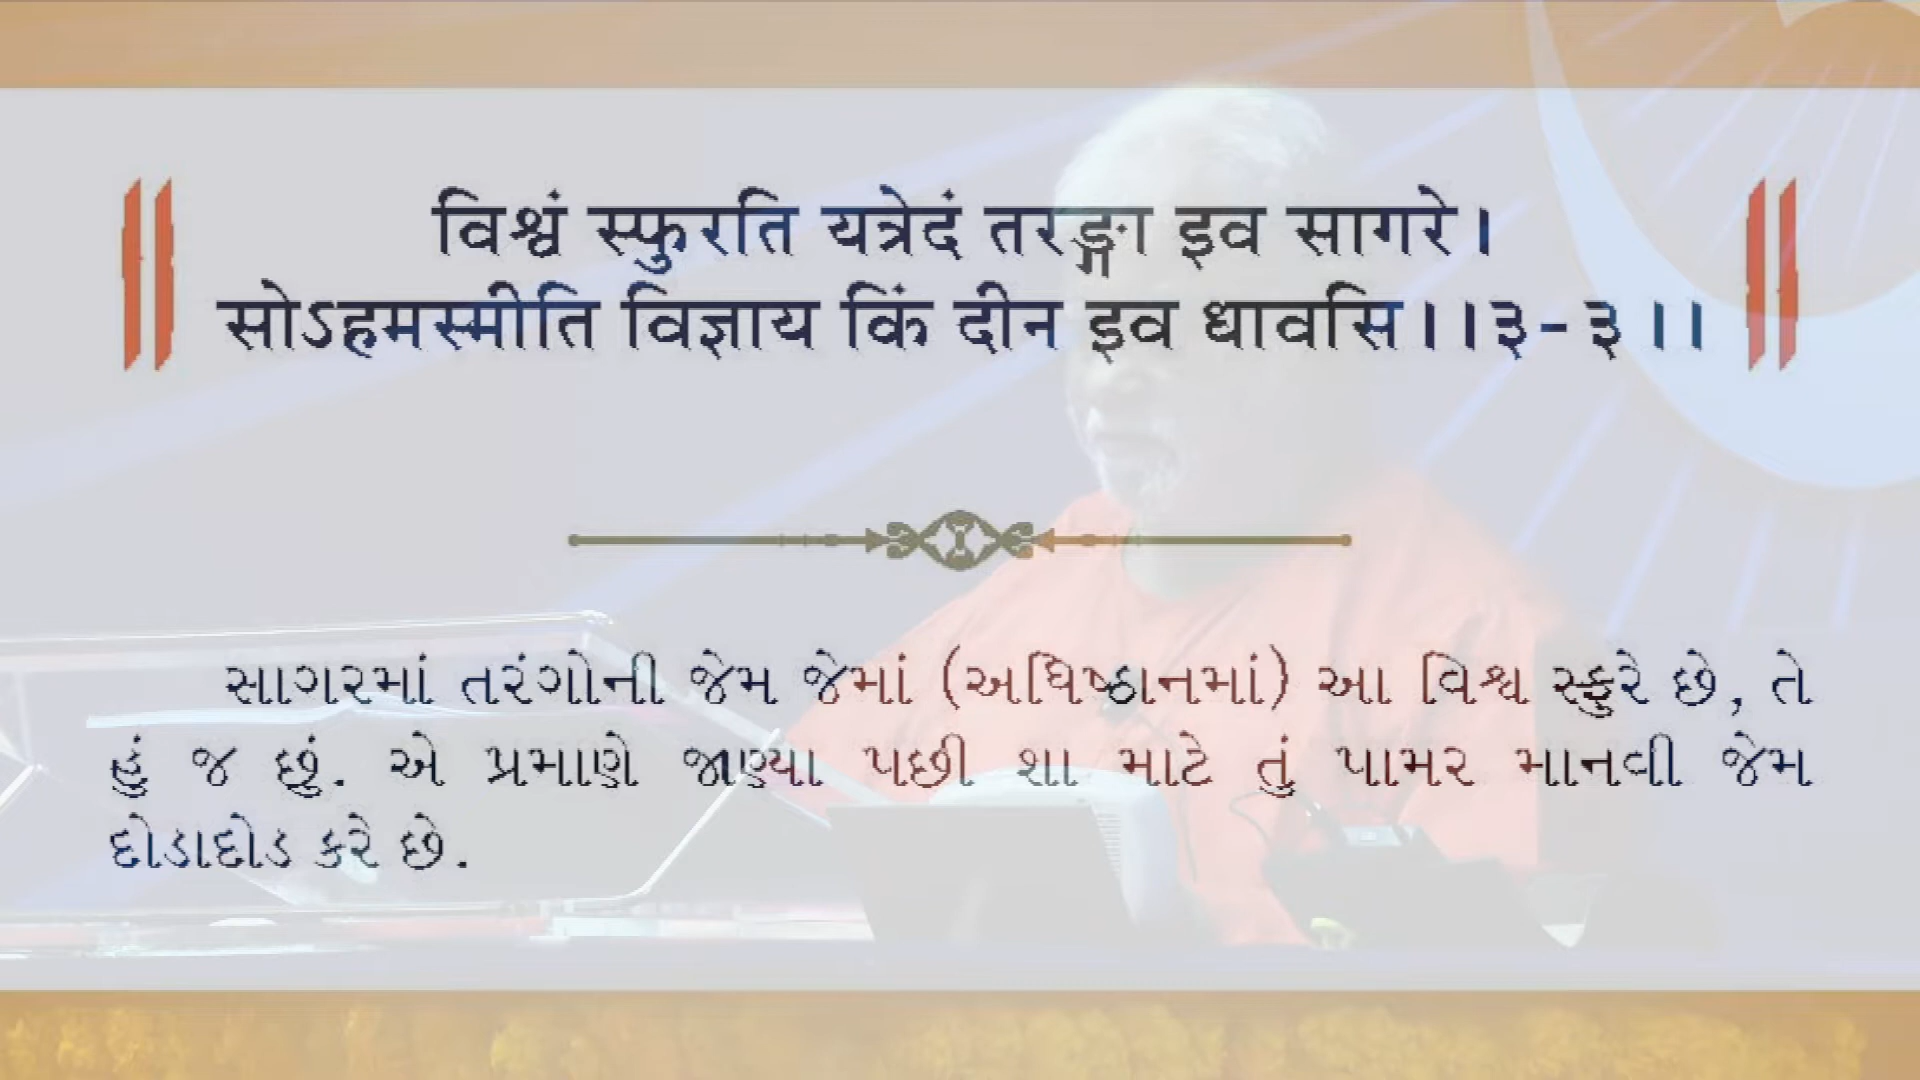 विश्वं स्फुरति यत्रेदं तरङ्गा इव सागरे।
सोऽहमस्मीति विज्ञाय किं दीन इव धावसि।।३-३।।
સાગરમાં તરંગોની જેમ જેમાં (અધિષ્ઠાનમાં) આ વિશ્વ સ્ફુરે છે, તે
હું જ છું. એ પ્રમાણે જાણ્યા પછી શા માટે તું પામર માનવી જેમ
દોડાદોડ કરે છે.